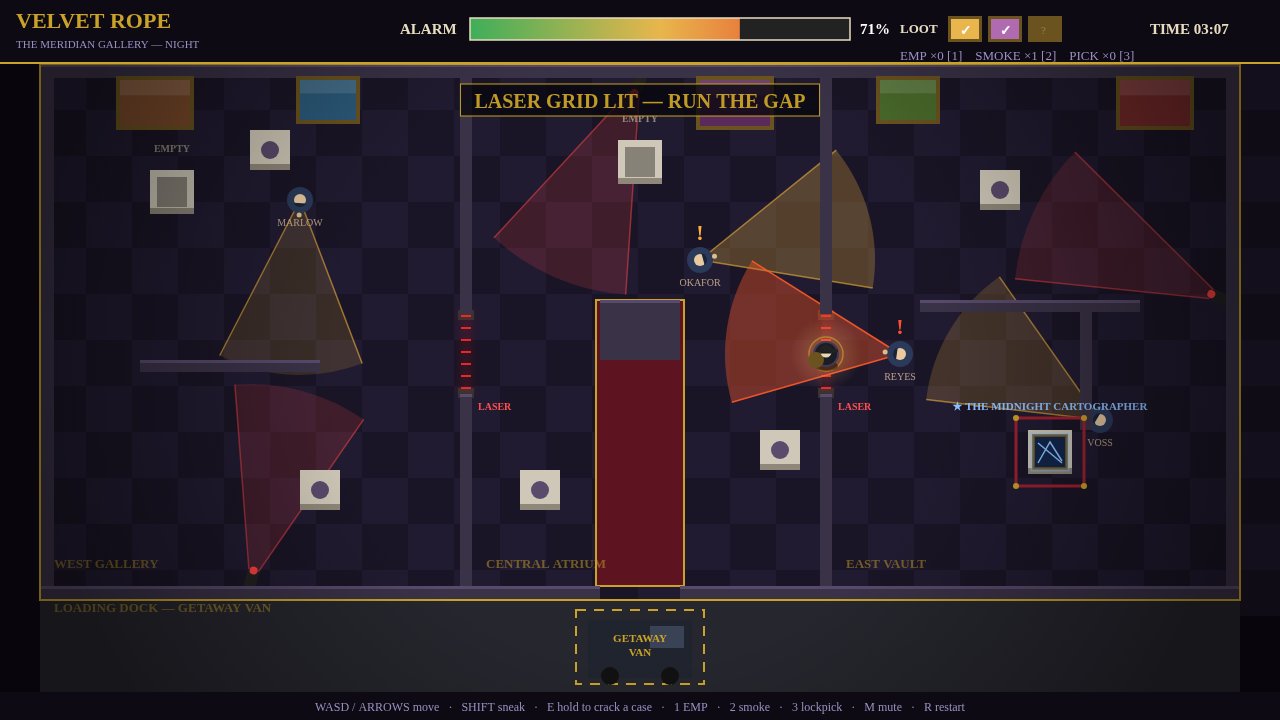 VELVET ROPE
THE MERIDIAN GALLERY — NIGHT
ALARM 71%
LOOT ✓ ✓ ?
EMP ×0 [1] SMOKE ×1 [2] PICK ×0 [3]
TIME 03:07
LASER GRID LIT — RUN THE GAP
EMPTY
EMPTY
MARLOW
!
OKAFOR
!
REYES
LASER
LASER
★ THE MIDNIGHT CARTOGRAPHER
VOSS
WEST GALLERY
CENTRAL ATRIUM
EAST VAULT
LOADING DOCK — GETAWAY VAN
GETAWAY
VAN
WASD / ARROWS move · SHIFT sneak · E hold to crack a case · 1 EMP · 2 smoke · 3 lockpick · M mute · R restart